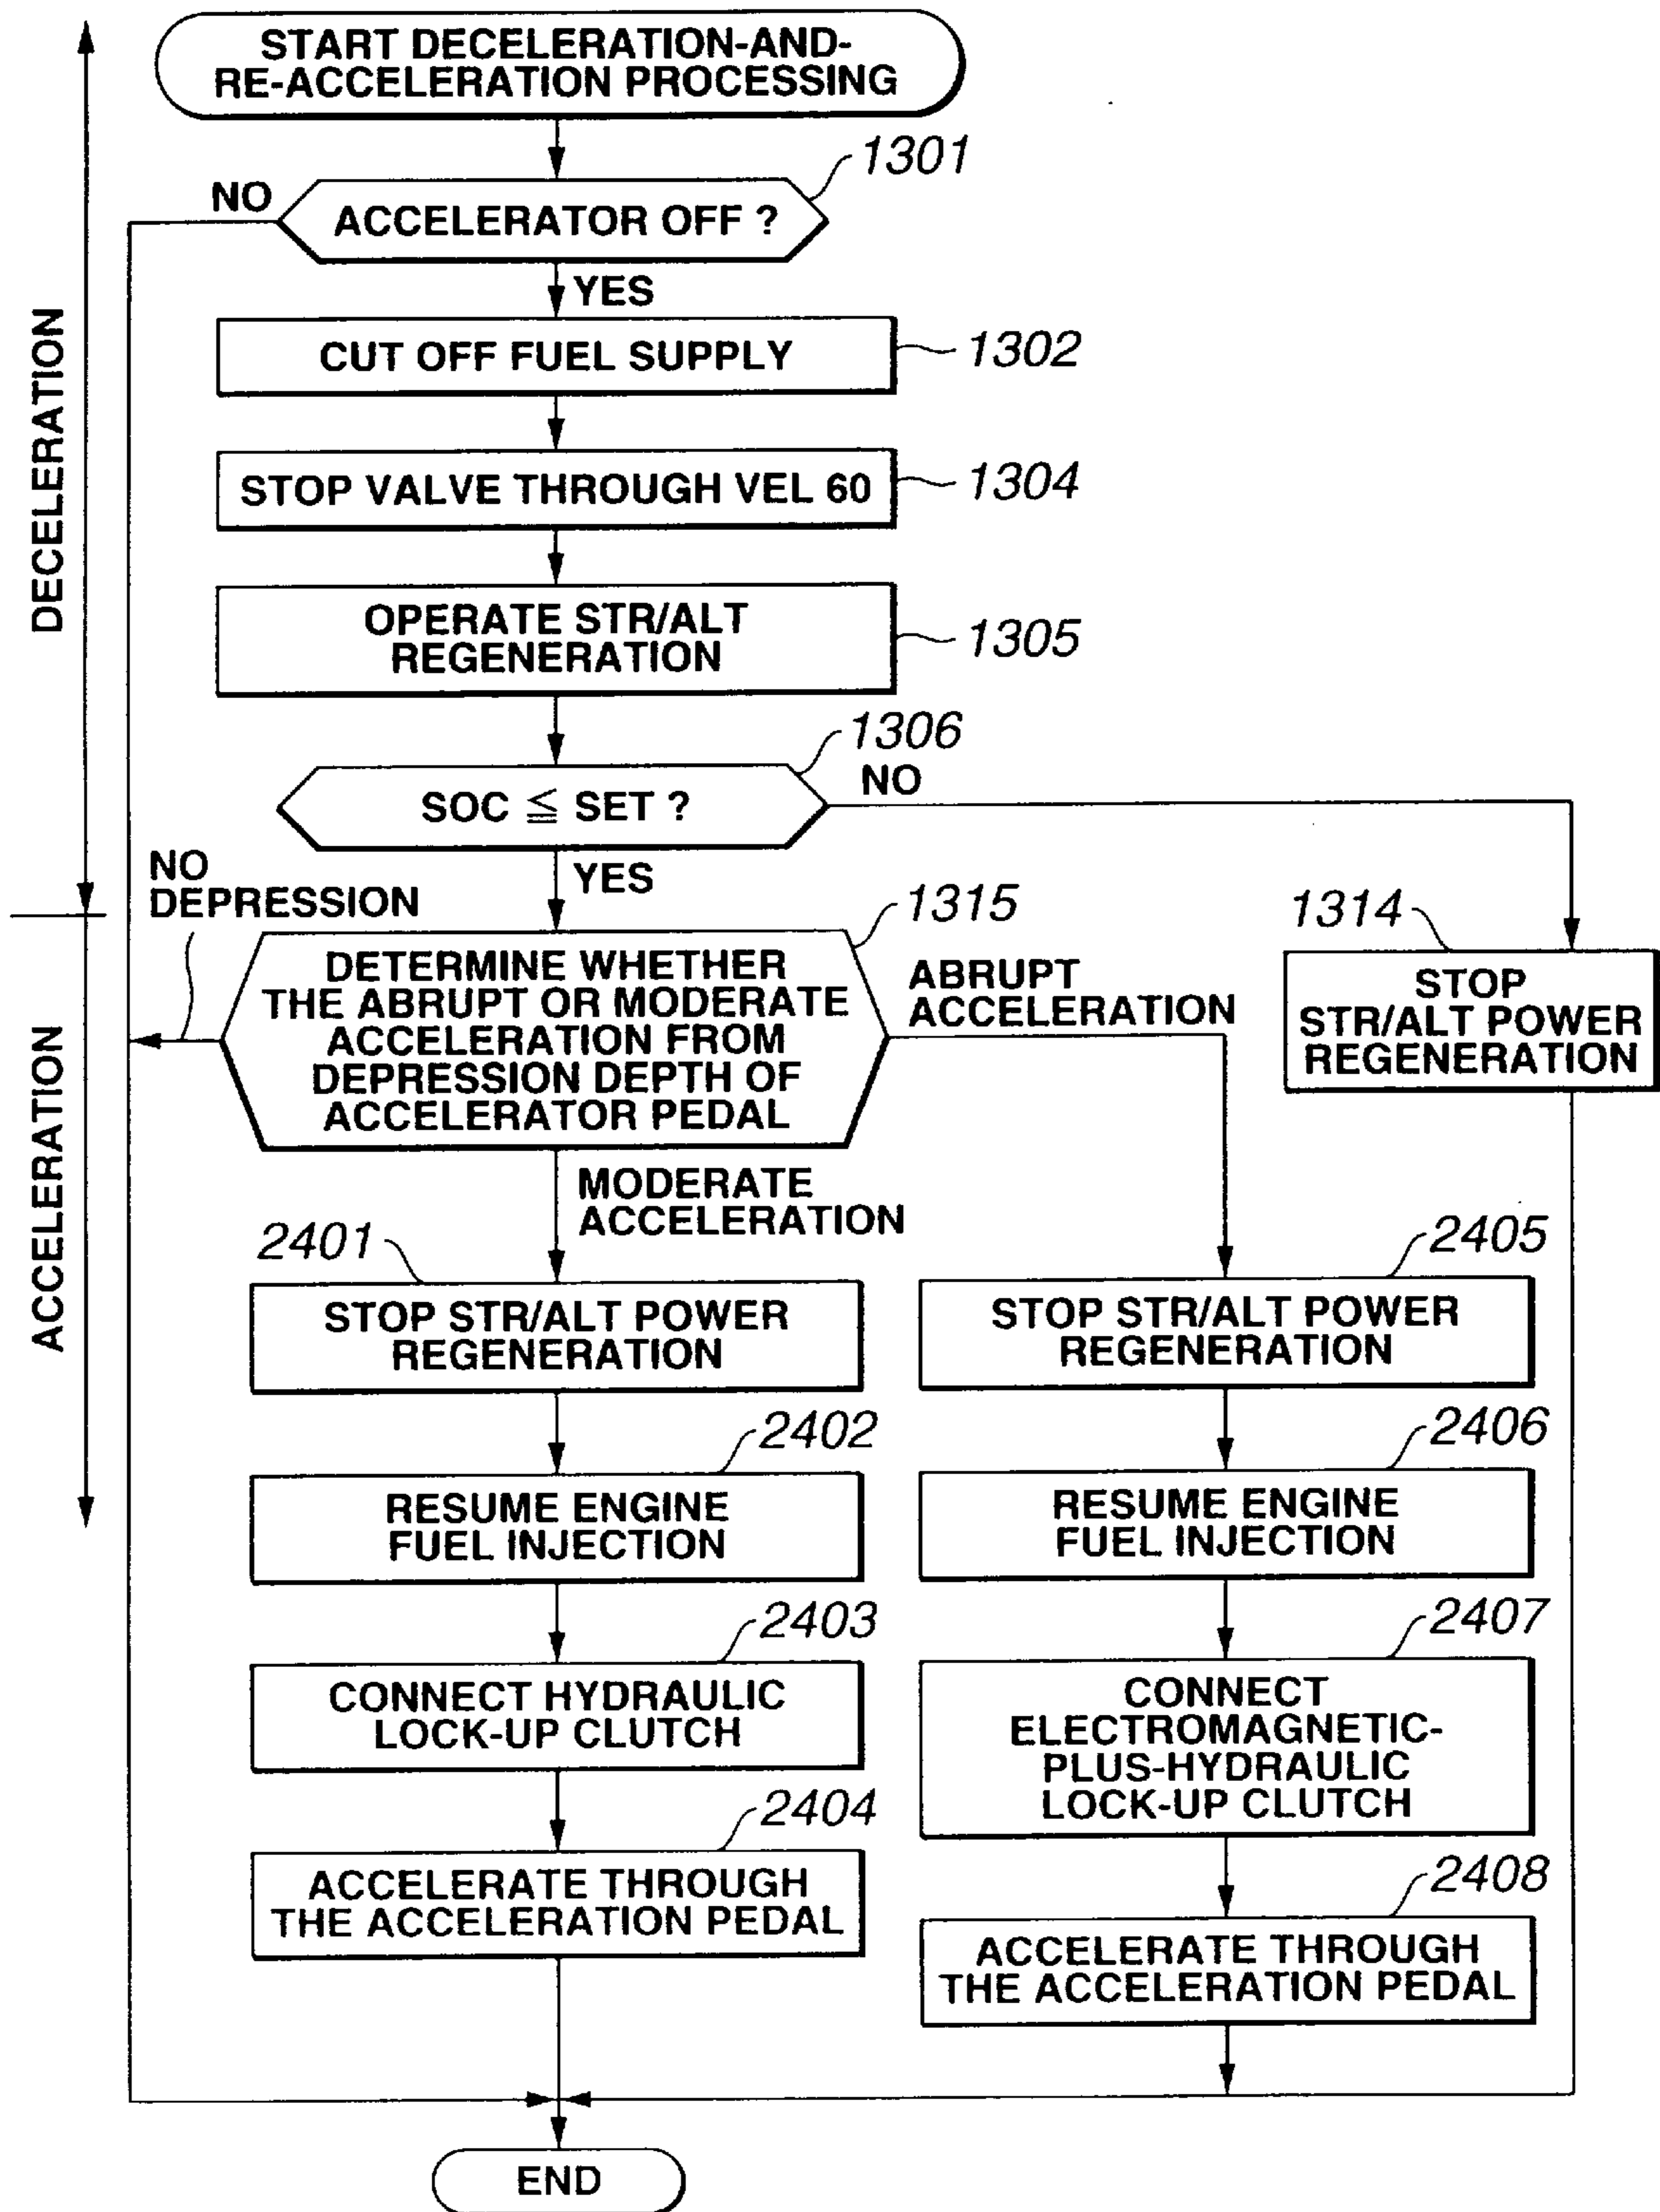 START DECELERATION-AND-
RE-ACCELERATION PROCESSING
1301
NO
ACCELERATOR OFF ?
YES
CUT OFF FUEL SUPPLY
1302
STOP VALVE THROUGH VEL 60
1304
DECELERATION
OPERATE STR/ALT
REGENERATION
1305
1306
NO
SOC ≦ SET ?
YES
NO
DEPRESSION
1315
1314
DETERMINE WHETHER
THE ABRUPT OR MODERATE
ACCELERATION FROM
DEPRESSION DEPTH OF
ACCELERATOR PEDAL
ABRUPT
ACCELERATION
STOP
STR/ALT POWER
REGENERATION
ACCELERATION
MODERATE
ACCELERATION
2401
STOP STR/ALT POWER
REGENERATION
2405
STOP STR/ALT POWER
REGENERATION
2402
RESUME ENGINE
FUEL INJECTION
2406
RESUME ENGINE
FUEL INJECTION
2403
CONNECT HYDRAULIC
LOCK-UP CLUTCH
2407
CONNECT
ELECTROMAGNETIC-
PLUS-HYDRAULIC
LOCK-UP CLUTCH
2404
ACCELERATE THROUGH
THE ACCELERATION PEDAL
2408
ACCELERATE THROUGH
THE ACCELERATION PEDAL
END